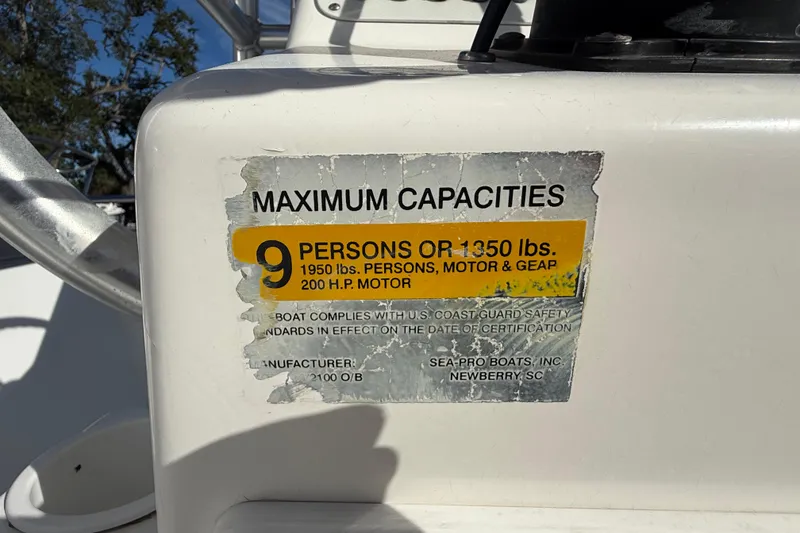 MAXIMUM CAPACITIES
9 PERSONS OR 1350 lbs.
1950 lbs. PERSONS, MOTOR & GEAR
200 H.P. MOTOR
BOAT COMPLIES WITH U.S. COAST GUARD SAFETY
NDARDS IN EFFECT ON THE DATE OF CERTIFICATION
NUFACTURER: SEA-PRO BOATS, INC.
2100 O/B NEWBERRY, SC